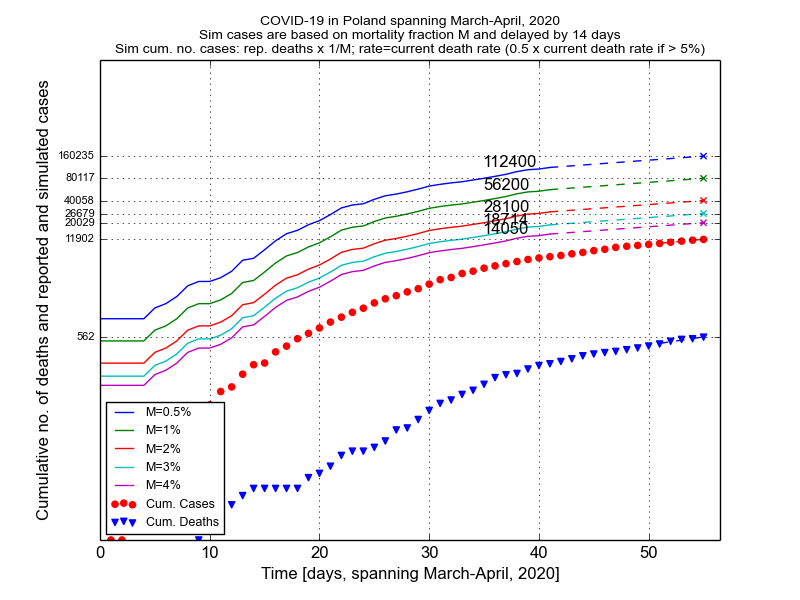 COVID-19 in Poland spanning March-April, 2020
Sim cases are based on mortality fraction M and delayed by 14 days
Sim cum. no. cases: rep. deaths x 1/M; rate=current death rate (0.5 x current death rate if > 5%)
Cumulative no. of deaths and reported and simulated cases
160235
80117
40058
26679
20029
11902
562
112400
56200
28100
18714
14050
M=0.5%
M=1%
M=2%
M=3%
M=4%
Cum. Cases
Cum. Deaths
0 10 20 30 40 50
Time [days, spanning March-April, 2020]